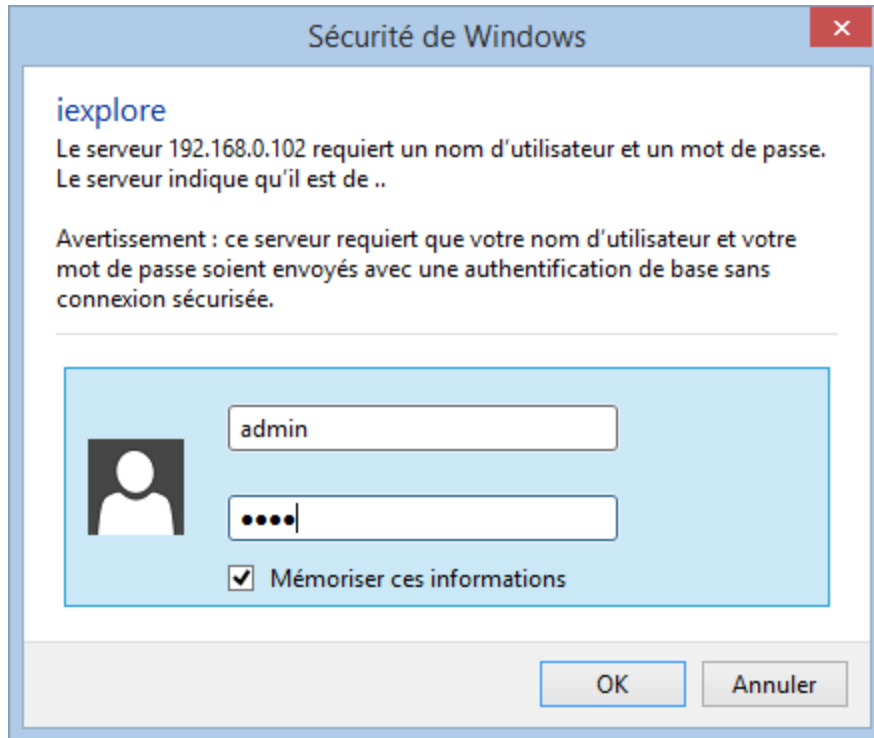 Sécurité de Windows
iexplore
Le serveur 192.168.0.102 requiert un nom d’utilisateur et un mot de passe.
Le serveur indique qu’il est de ..
Avertissement : ce serveur requiert que votre nom d’utilisateur et votre
mot de passe soient envoyés avec une authentification de base sans
connexion sécurisée.
admin
••••
Mémoriser ces informations
OK
Annuler